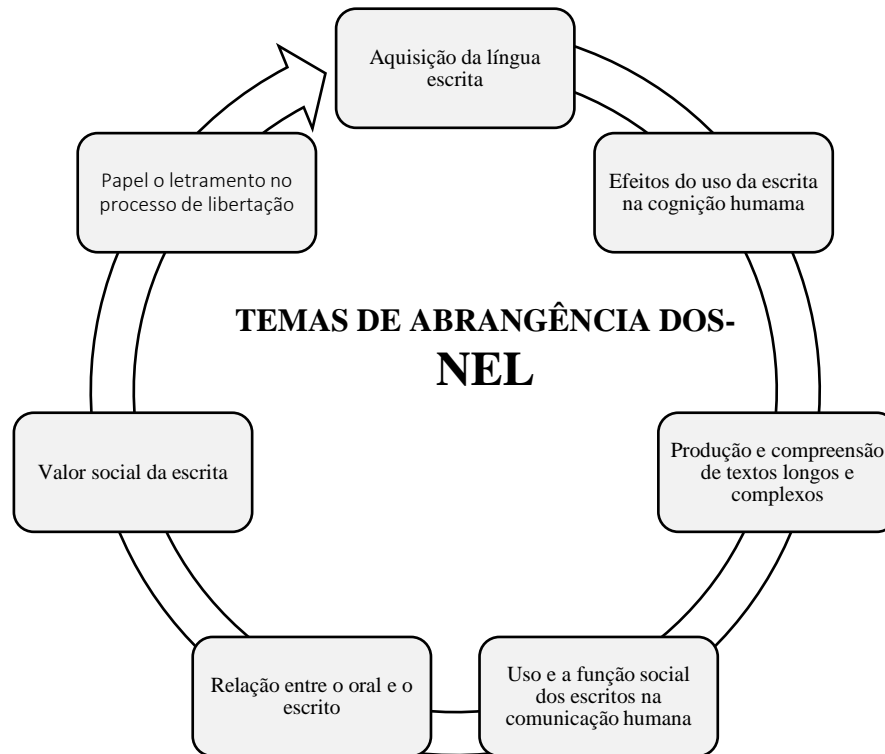 Aquisição da língua
escrita
Efeitos do uso da escrita
na cognição humama
Produção e compreensão
de textos longos e
complexos
Uso e a função social
dos escritos na
comunicação humana
Relação entre o oral e o
escrito
Valor social da escrita
Papel o letramento no
processo de libertação
TEMAS DE ABRANGÊNCIA DOS-
NEL